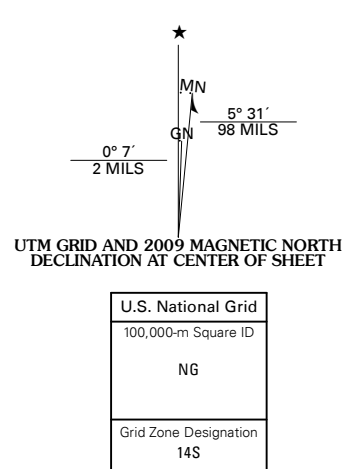 ★
MN
5° 31´
98 MILS
GN
0° 7´
2 MILS
UTM GRID AND 2009 MAGNETIC NORTH
DECLINATION AT CENTER OF SHEET
U.S. National Grid
100,000-m Square ID
NG
Grid Zone Designation
14S